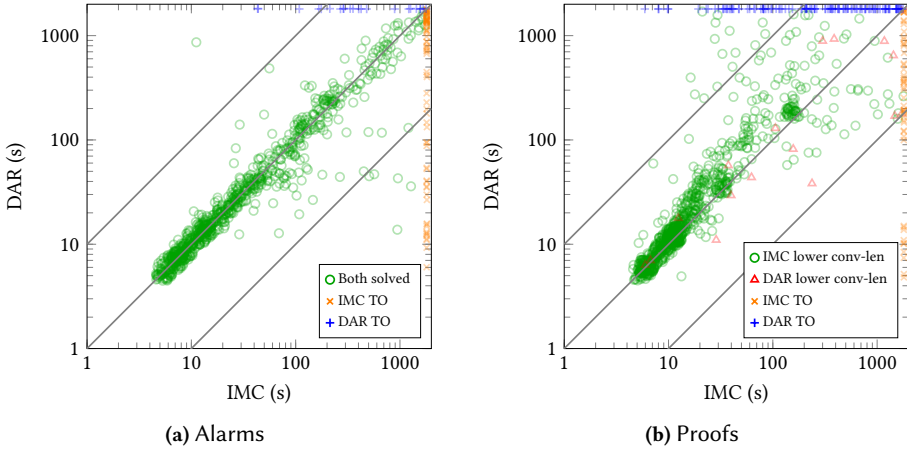 1000
100
10
1
DAR (s)
1 10 100 1000
IMC (s)
Both solved
IMC TO
DAR TO
(a) Alarms
1000
100
10
1
DAR (s)
1 10 100 1000
IMC (s)
IMC lower conv-len
DAR lower conv-len
IMC TO
DAR TO
(b) Proofs